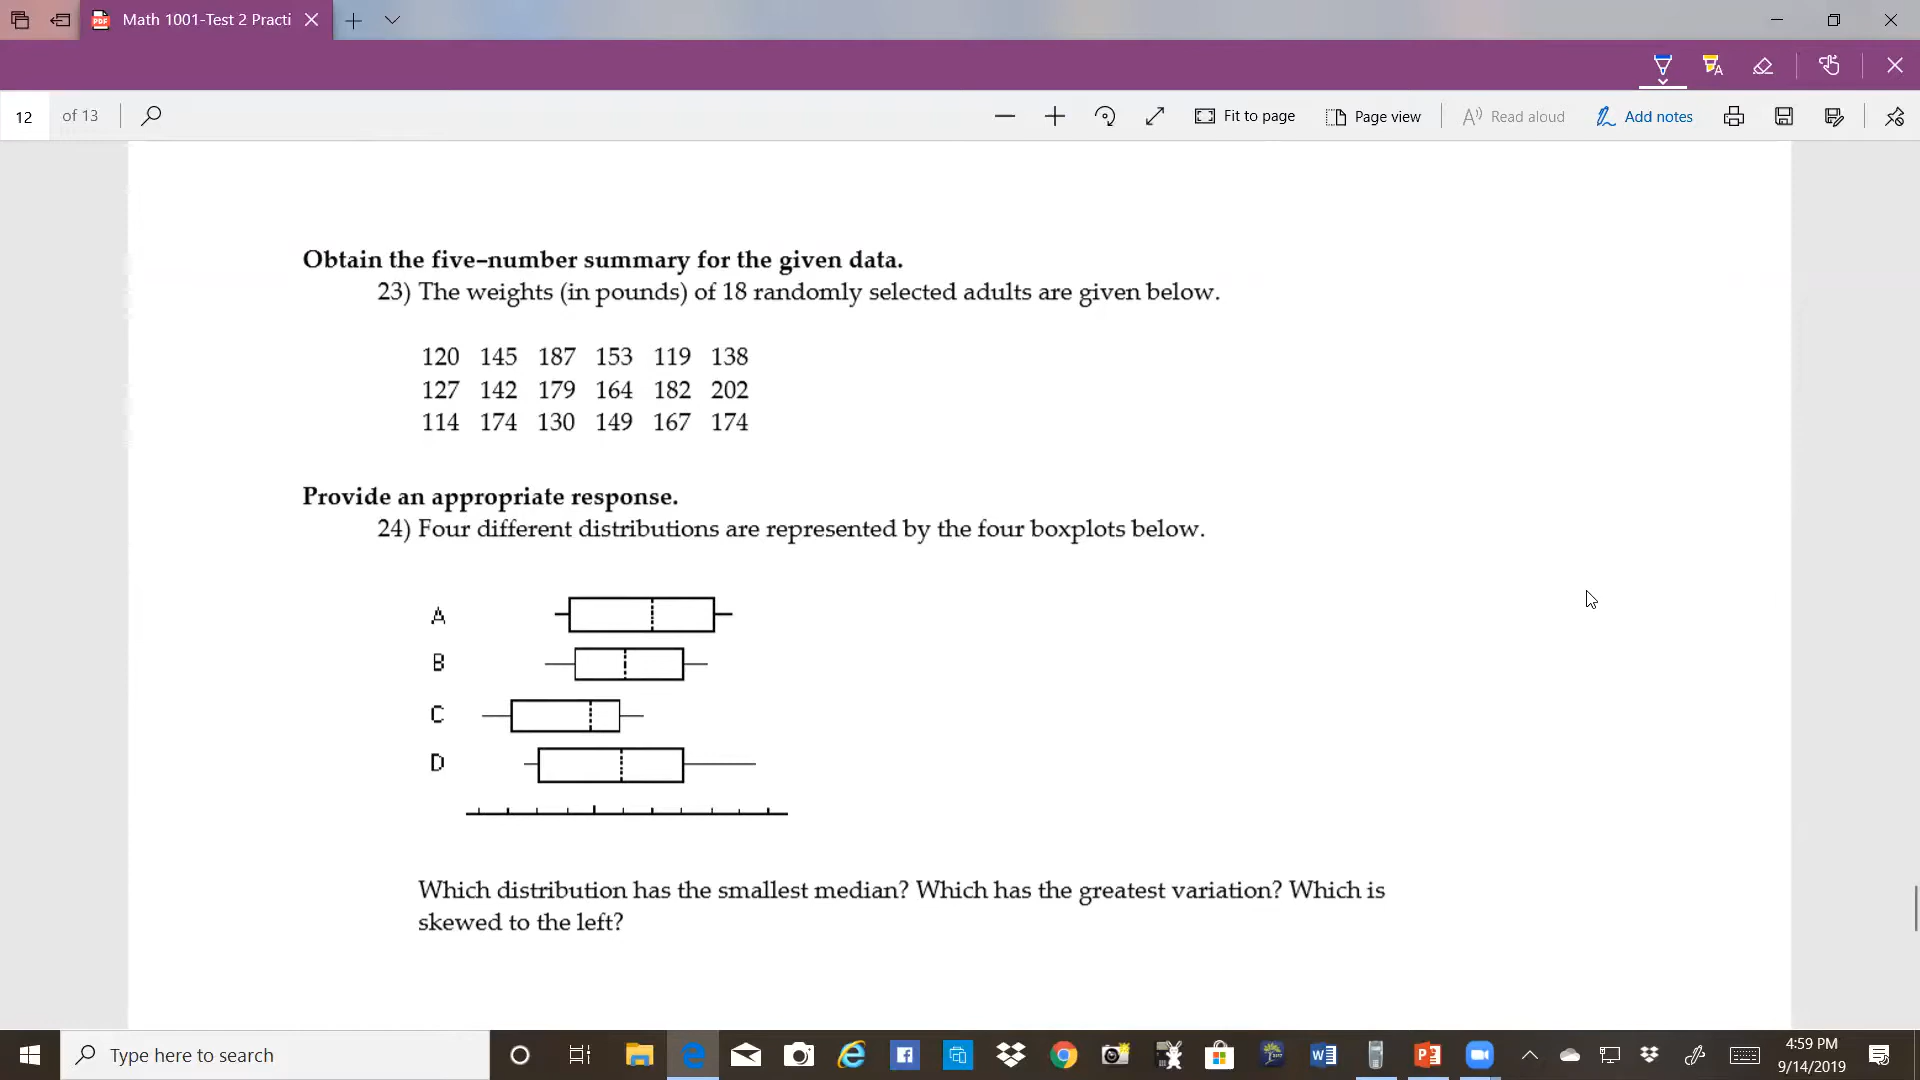 Math 1001-Test 2 Practi
12 of 13
Fit to page
Page view
Read aloud
Add notes
Obtain the five–number summary for the given data.
23) The weights (in pounds) of 18 randomly selected adults are given below.
120 145 187 153 119 138
127 142 179 164 182 202
114 174 130 149 167 174
Provide an appropriate response.
24) Four different distributions are represented by the four boxplots below.
A
B
C
D
Which distribution has the smallest median? Which has the greatest variation? Which is
skewed to the left?
Type here to search
4:59 PM
9/14/2019